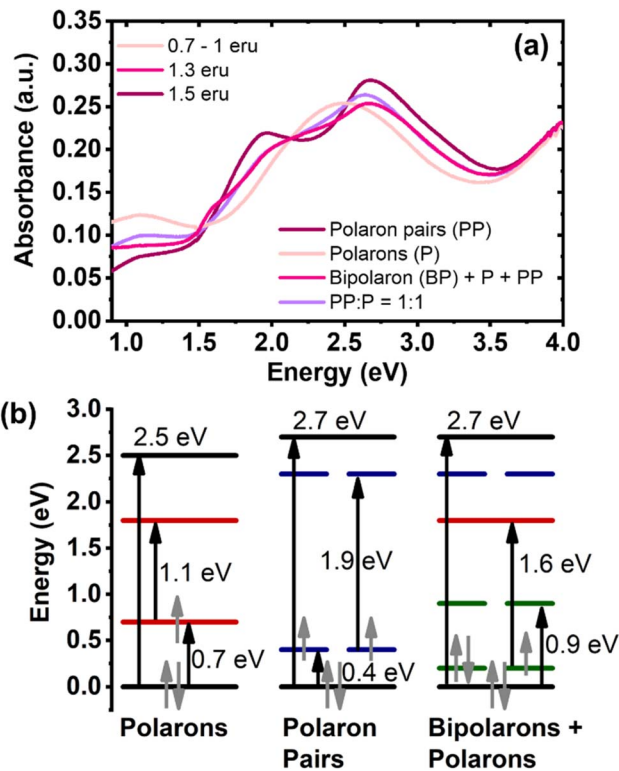 (a)
0.7 - 1 eru
1.3 eru
1.5 eru
Polaron pairs (PP)
Polarons (P)
Bipolaron (BP) + P + PP
PP:P = 1:1
Absorbance (a.u.)
0.35
0.30
0.25
0.20
0.15
0.10
0.05
0.00
1.0 1.5 2.0 2.5 3.0 3.5 4.0
Energy (eV)
(b)
Energy (eV)
3.0
2.5
2.0
1.5
1.0
0.5
0.0
2.5 eV
1.1 eV
0.7 eV
Polarons
2.7 eV
1.9 eV
0.4 eV
Polaron
Pairs
2.7 eV
1.6 eV
0.9 eV
Bipolarons +
Polarons